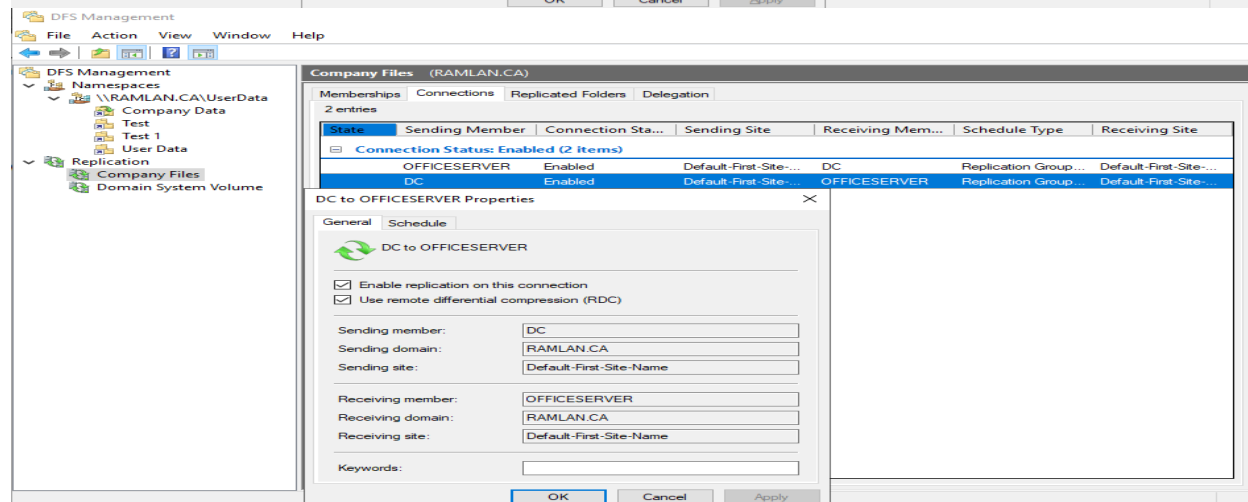 OK Cancel Apply
DFS Management
File Action View Window Help
DFS Management
Namespaces
\\RAMLAN.CA\UserData
Company Data
Test
Test 1
User Data
Replication
Company Files
Domain System Volume
Company Files (RAMLAN.CA)
Memberships Connections Replicated Folders Delegation
2 entries
State Sending Member Connection Sta... Sending Site Receiving Mem... Schedule Type Receiving Site
Connection Status: Enabled (2 items)
OFFICESERVER Enabled Default-First-Site-... DC Replication Group... Default-First-Site-...
DC Enabled Default-First-Site-... OFFICESERVER Replication Group... Default-First-Site-...
DC to OFFICESERVER Properties
General Schedule
DC to OFFICESERVER
Enable replication on this connection
Use remote differential compression (RDC)
Sending member: DC
Sending domain: RAMLAN.CA
Sending site: Default-First-Site-Name
Receiving member: OFFICESERVER
Receiving domain: RAMLAN.CA
Receiving site: Default-First-Site-Name
Keywords:
OK Cancel Apply